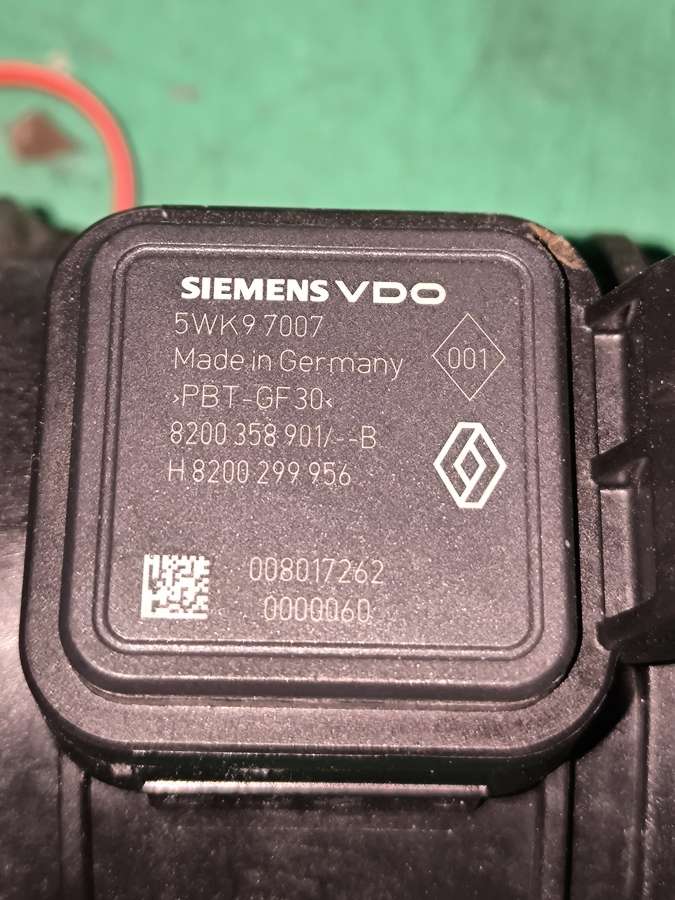 SIEMENS VDO
5WK9 7007
Made in Germany
001
>PBT-GF30<
8200 358 901/--B
H 8200 299 956
008017262
0000060